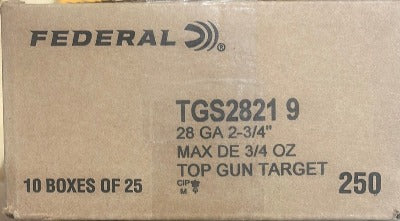 FEDERAL ®
TGS2821 9
28 GA 2-3/4"
MAX DE 3/4 OZ
TOP GUN TARGET
10 BOXES OF 25
CIP
M
250